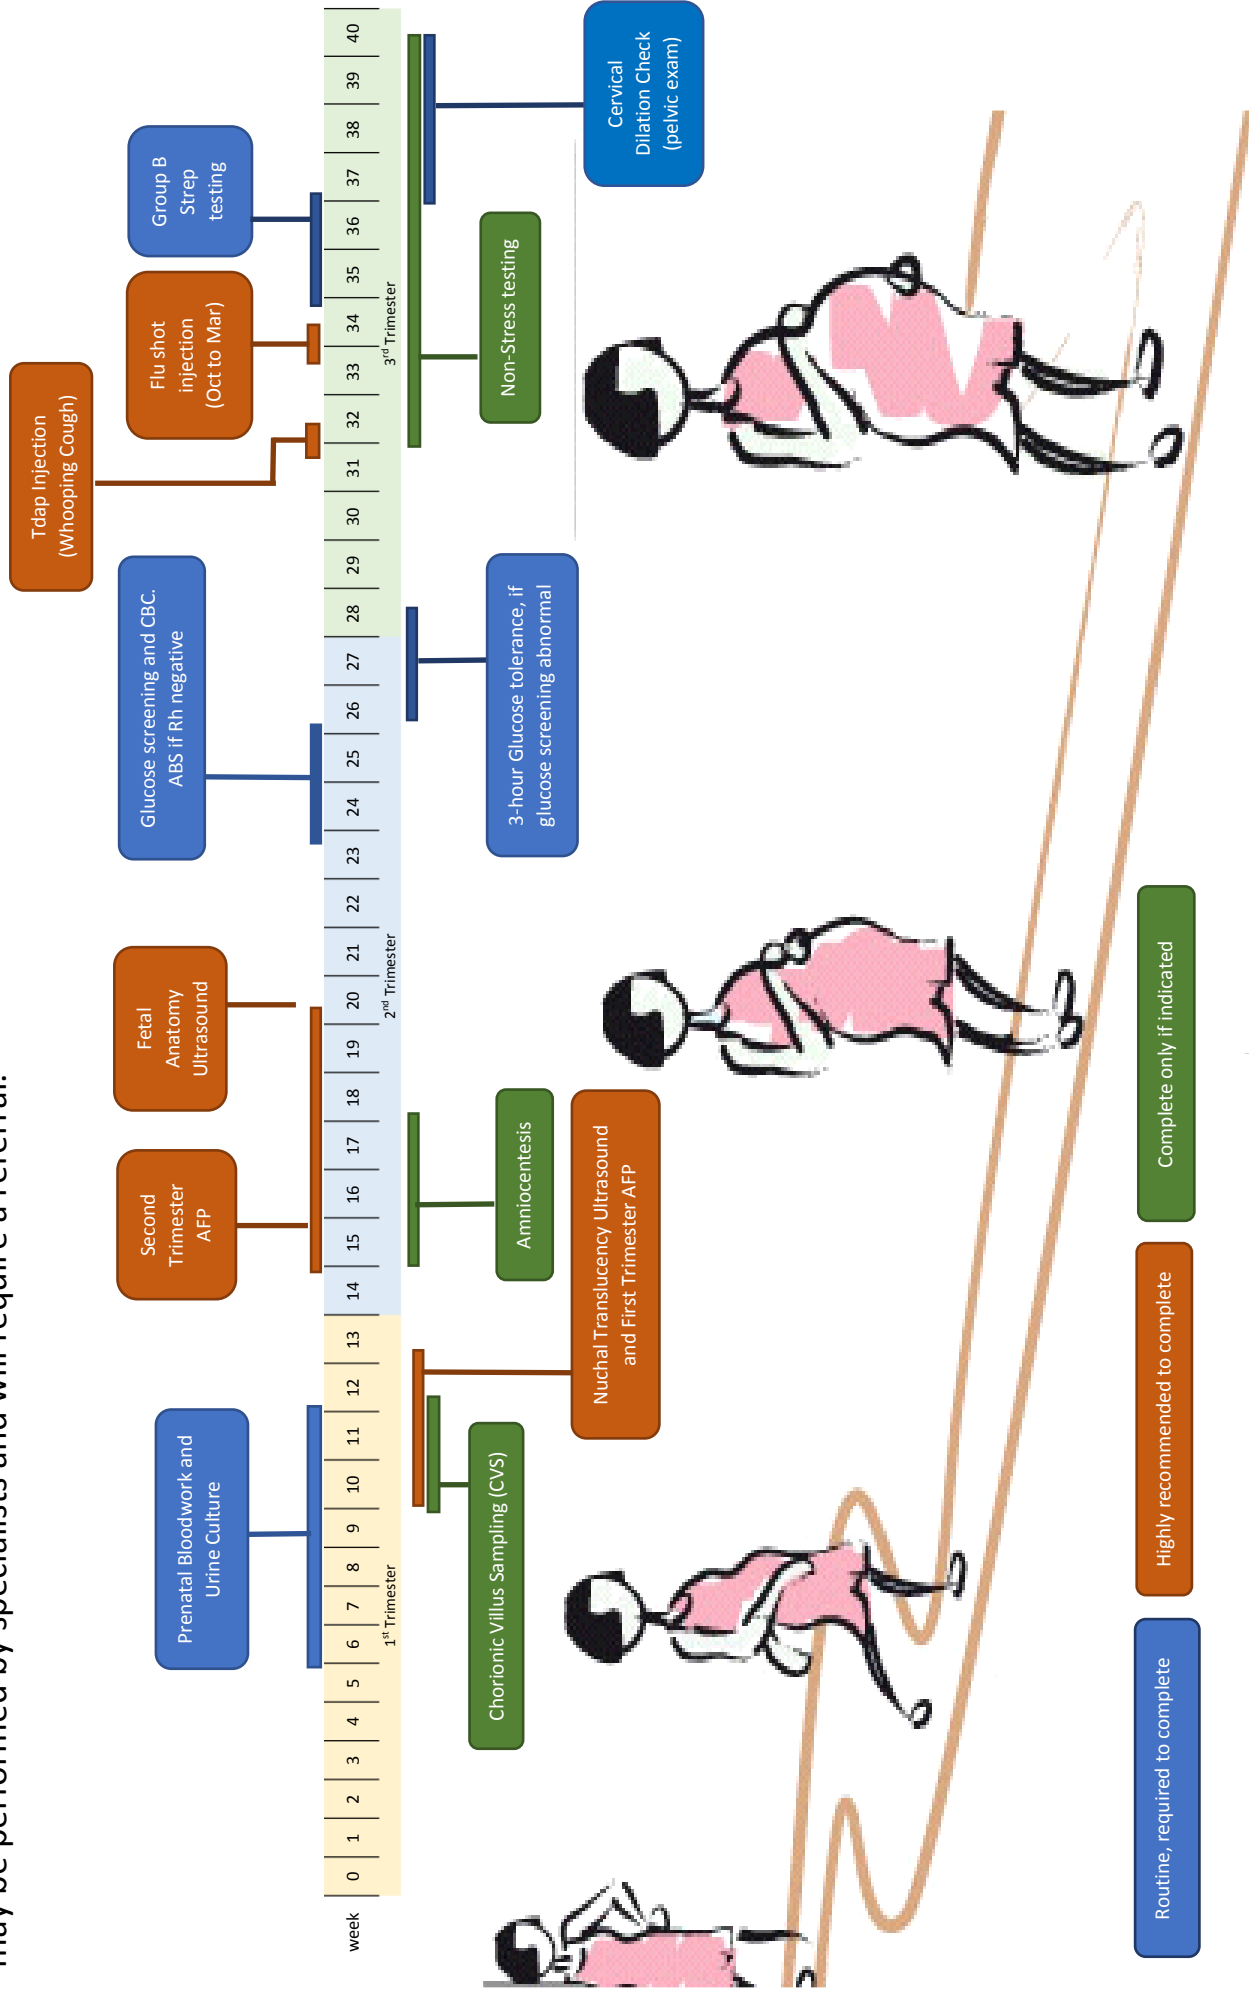 may be performed by specialists and will require a referral.
Tdap Injection
(Whooping Cough)
Prenatal Bloodwork and
Urine Culture
Second
Trimester
AFP
Fetal
Anatomy
Ultrasound
Glucose screening and CBC.
ABS if Rh negative
Flu shot
injection
(Oct to Mar)
Group B
Strep
testing
week 0 1 2 3 4 5 6 7 8 9 10 11 12 13 14 15 16 17 18 19 20 21 22 23 24 25 26 27 28 29 30 31 32 33 34 35 36 37 38 39 40
1st Trimester
2nd Trimester
3rd Trimester
Chorionic Villus Sampling (CVS)
Nuchal Translucency Ultrasound
and First Trimester AFP
Amniocentesis
3-hour Glucose tolerance, if
glucose screening abnormal
Non-Stress testing
Cervical
Dilation Check
(pelvic exam)
Routine, required to complete
Highly recommended to complete
Complete only if indicated